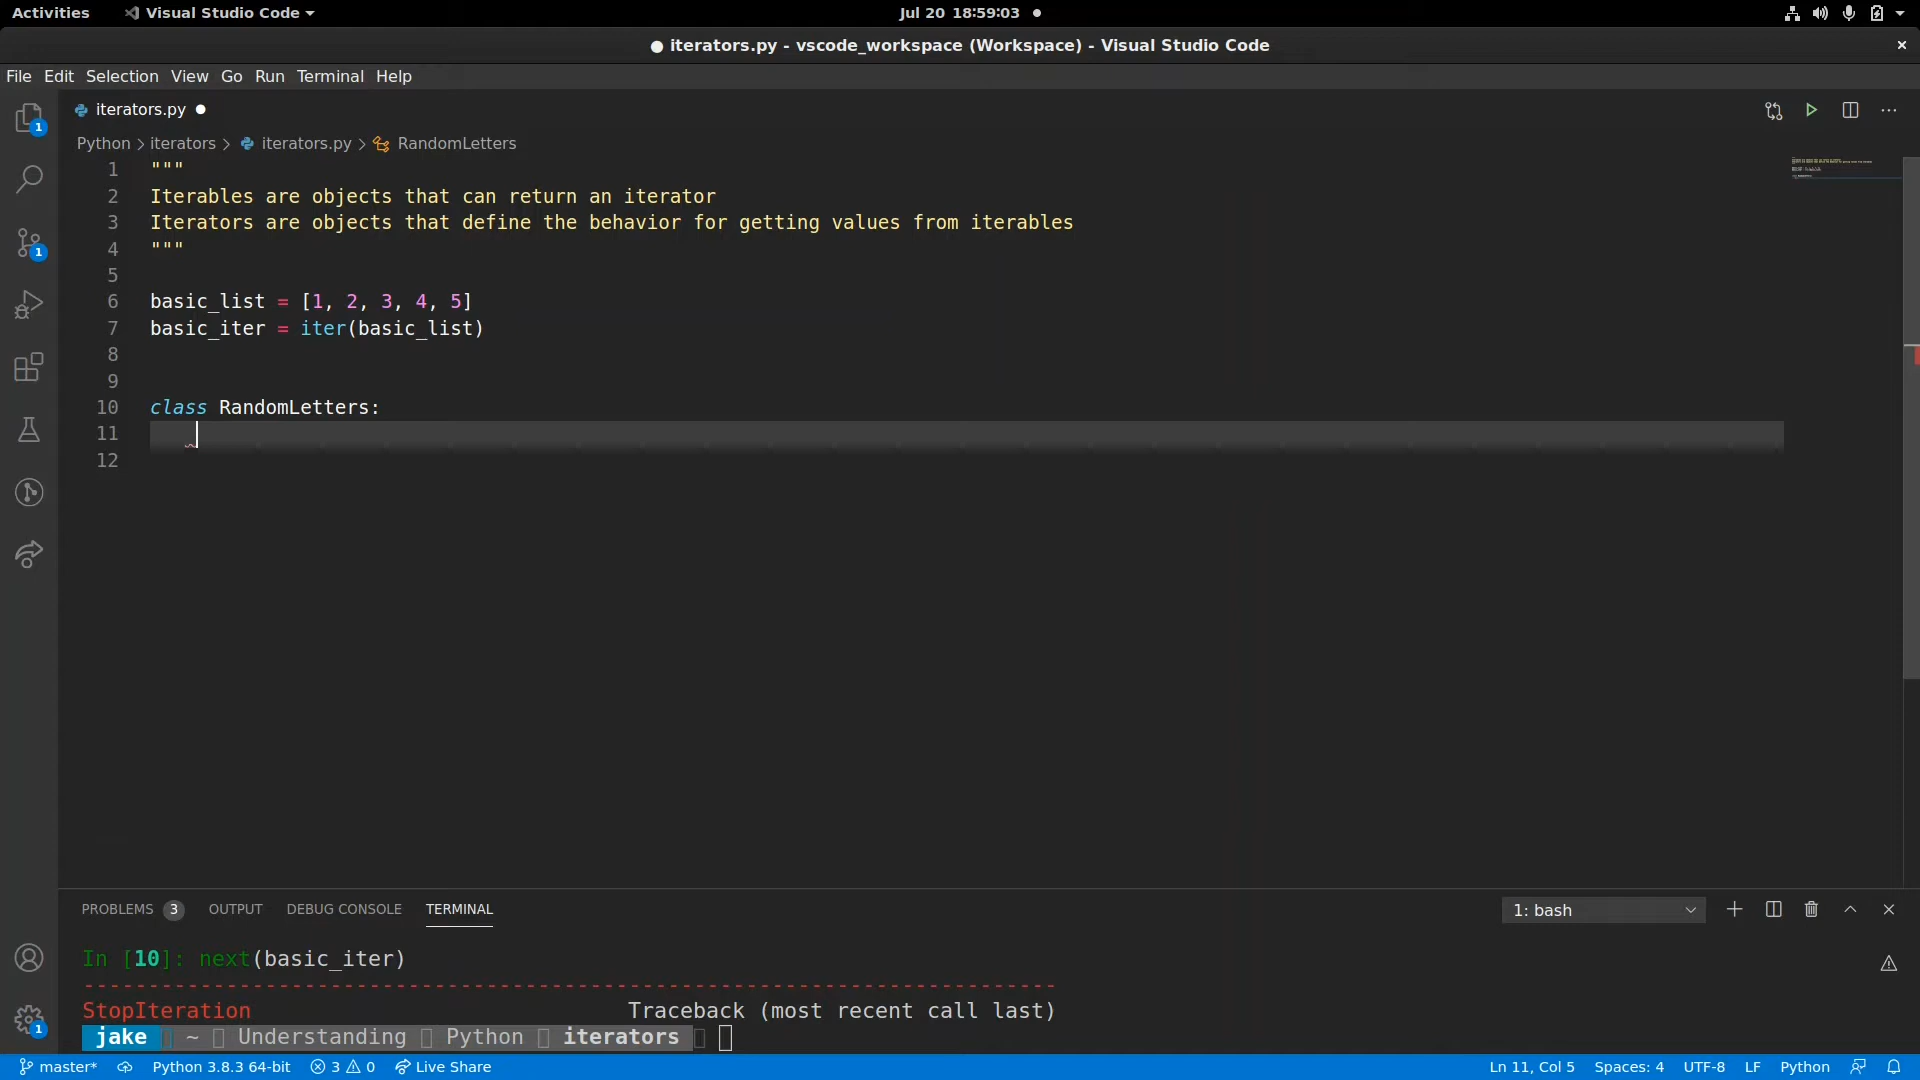 Activities Visual Studio Code Jul 20 18:59:03
● iterators.py - vscode_workspace (Workspace) - Visual Studio Code
File Edit Selection View Go Run Terminal Help
iterators.py
Python > iterators > iterators.py > RandomLetters
1 """
2 Iterables are objects that can return an iterator
3 Iterators are objects that define the behavior for getting values from iterables
4 """
5
6 basic_list = [1, 2, 3, 4, 5]
7 basic_iter = iter(basic_list)
8
9
10 class RandomLetters:
11
12
1
1
1
PROBLEMS 3 OUTPUT DEBUG CONSOLE TERMINAL 1: bash
In [10]: next(basic_iter)
---------------------------------------------------------------------------
StopIteration Traceback (most recent call last)
jake ~ Understanding Python iterators
master* Python 3.8.3 64-bit 3 0 Live Share Ln 11, Col 5 Spaces: 4 UTF-8 LF Python